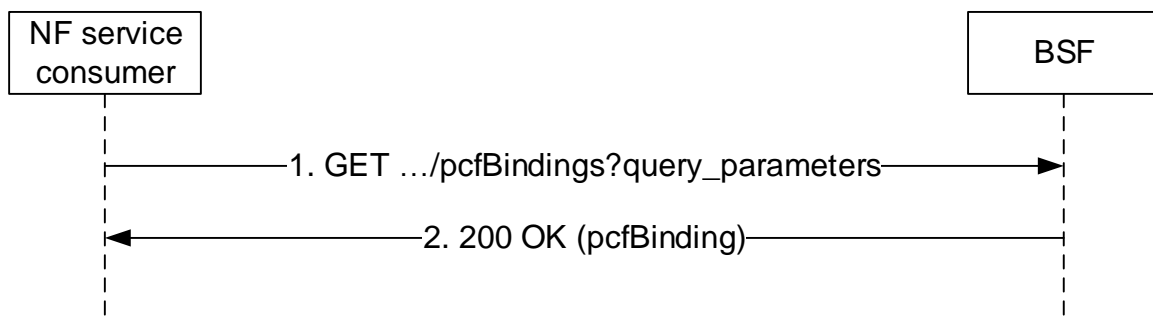 NF service
consumer
BSF
1. GET …/pcfBindings?query_parameters
2. 200 OK (pcfBinding)